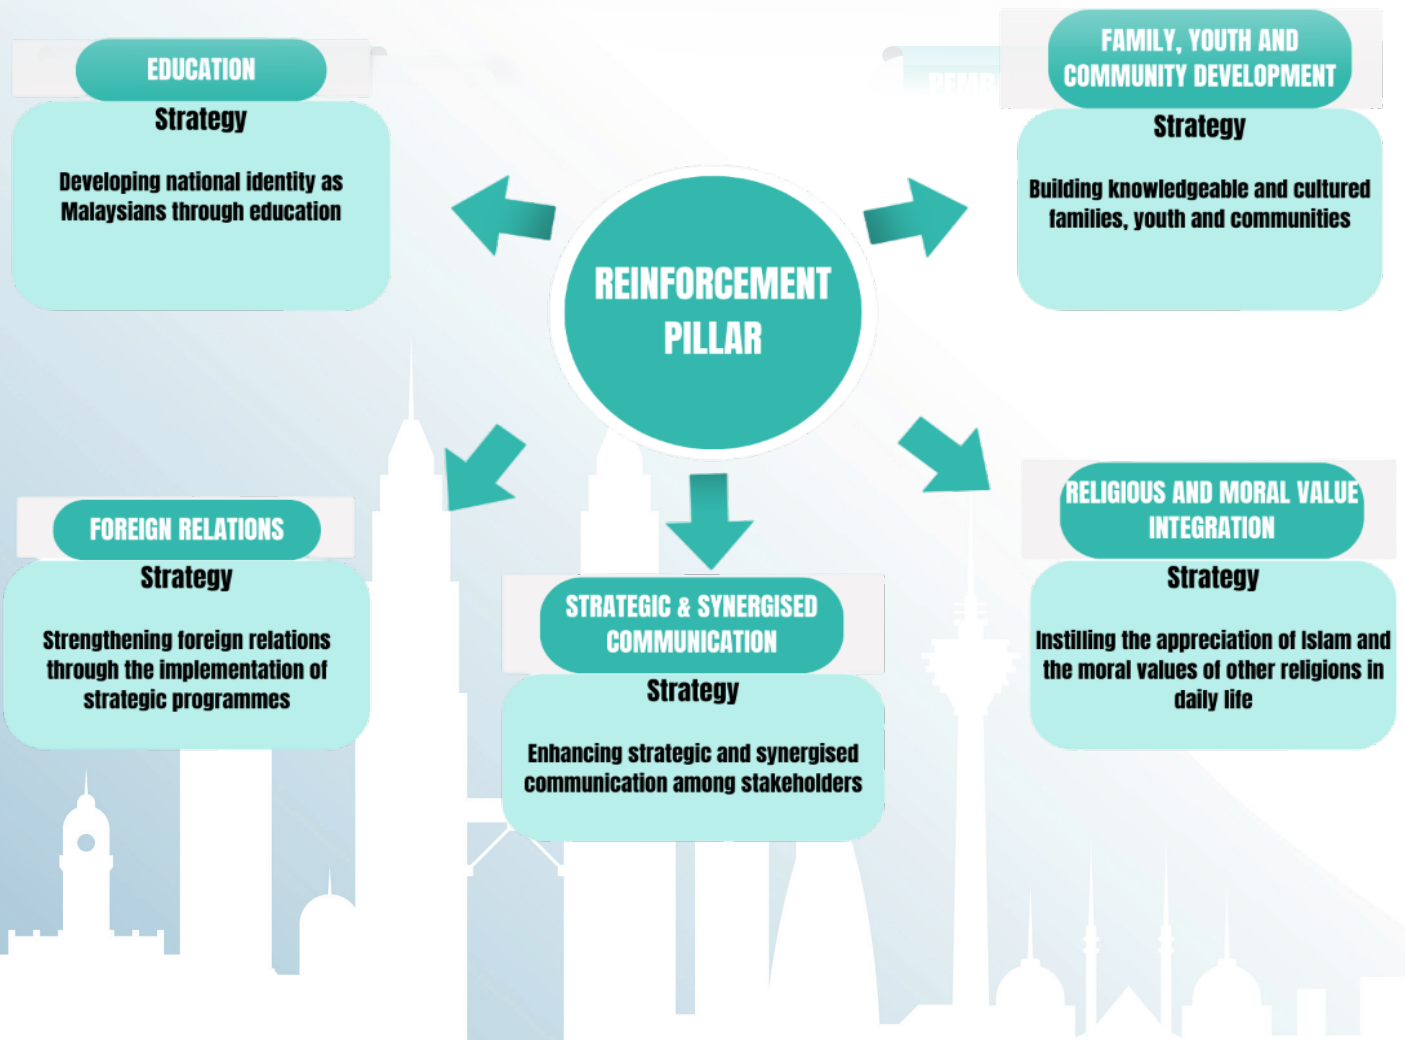 EDUCATION
Strategy
Developing national identity as
Malaysians through education
FAMILY, YOUTH AND
COMMUNITY DEVELOPMENT
Strategy
Building knowledgeable and cultured
families, youth and communities
REINFORCEMENT
PILLAR
FOREIGN RELATIONS
Strategy
Strengthening foreign relations
through the implementation of
strategic programmes
STRATEGIC & SYNERGISED
COMMUNICATION
Strategy
Enhancing strategic and synergised
communication among stakeholders
RELIGIOUS AND MORAL VALUE
INTEGRATION
Strategy
Instilling the appreciation of Islam and
the moral values of other religions in
daily life